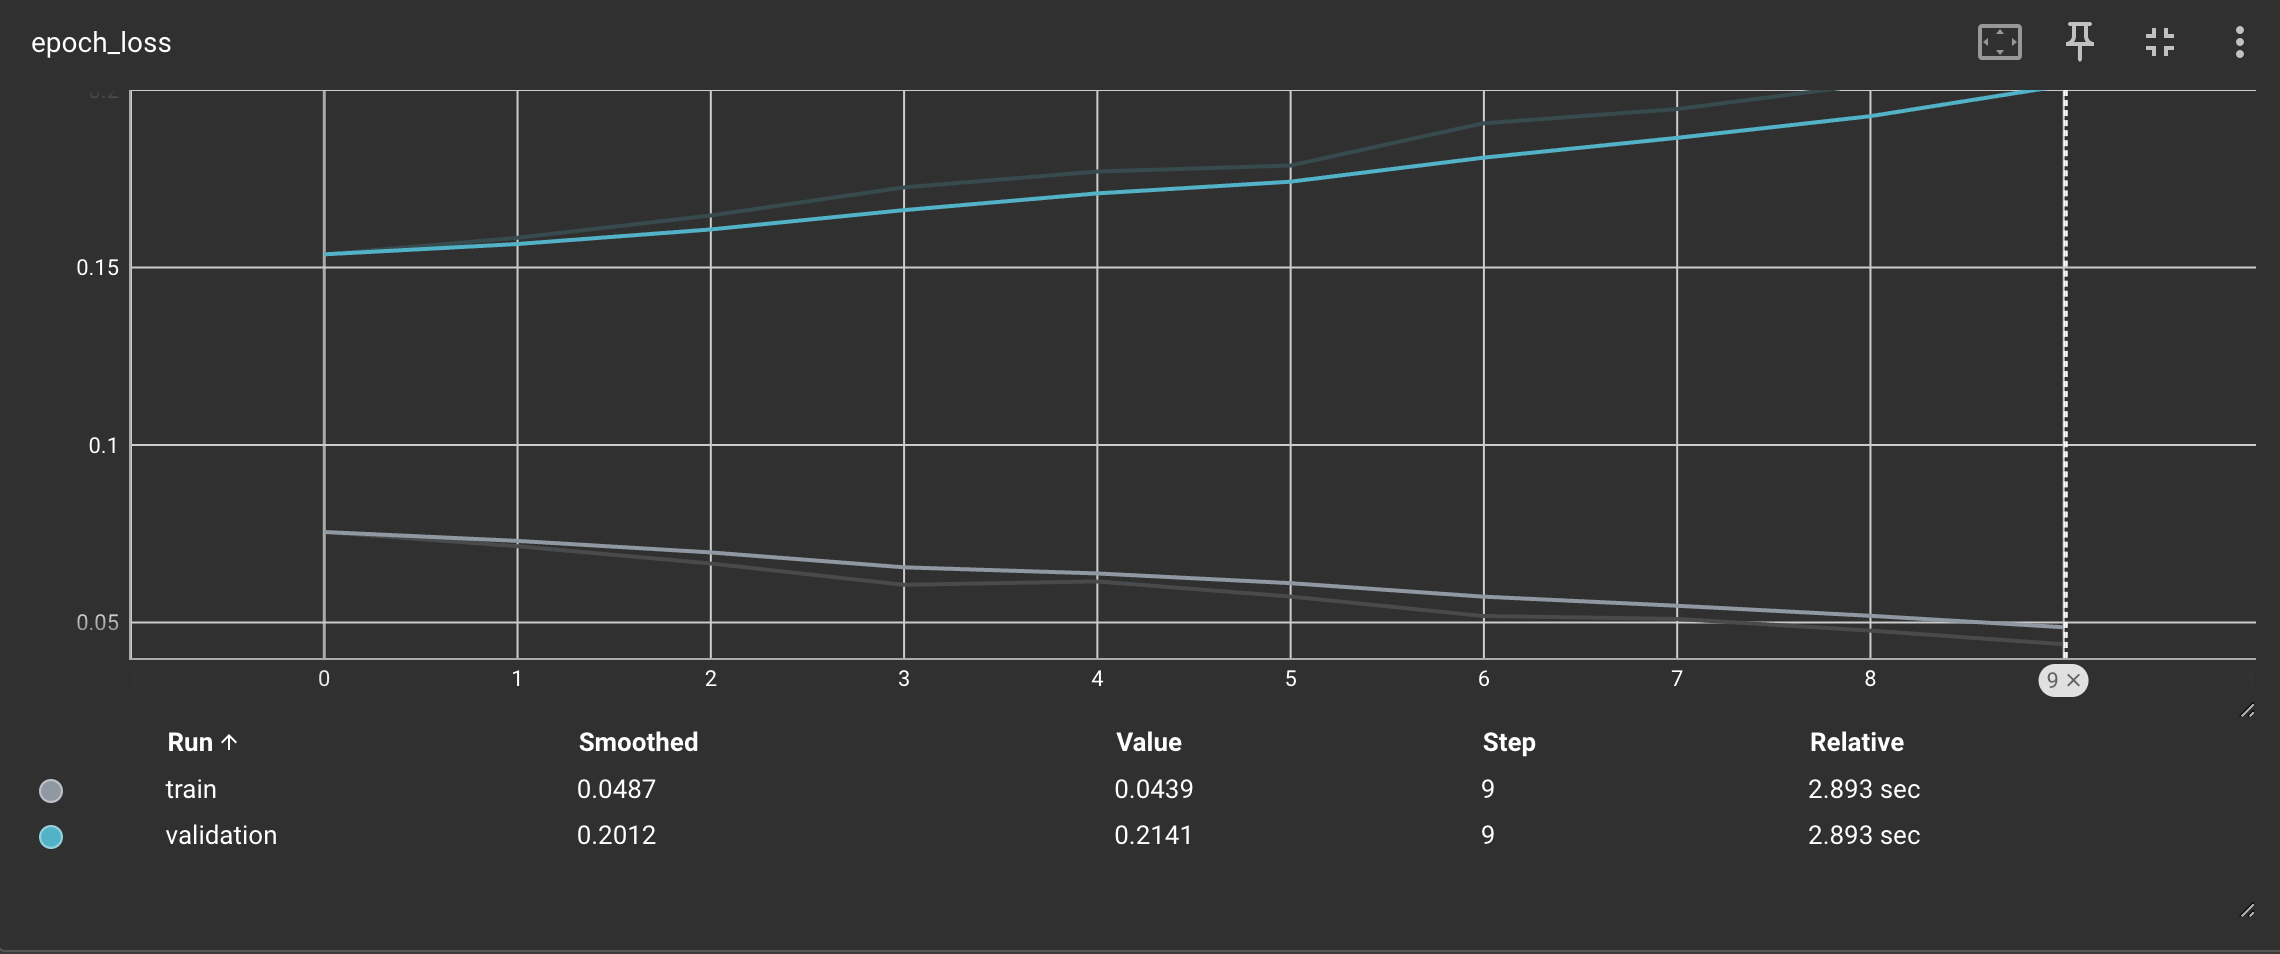 epoch_loss
0.2
0.15
0.1
0.05
0 1 2 3 4 5 6 7 8 9 ×
Run ↑ Smoothed Value Step Relative
train 0.0487 0.0439 9 2.893 sec
validation 0.2012 0.2141 9 2.893 sec